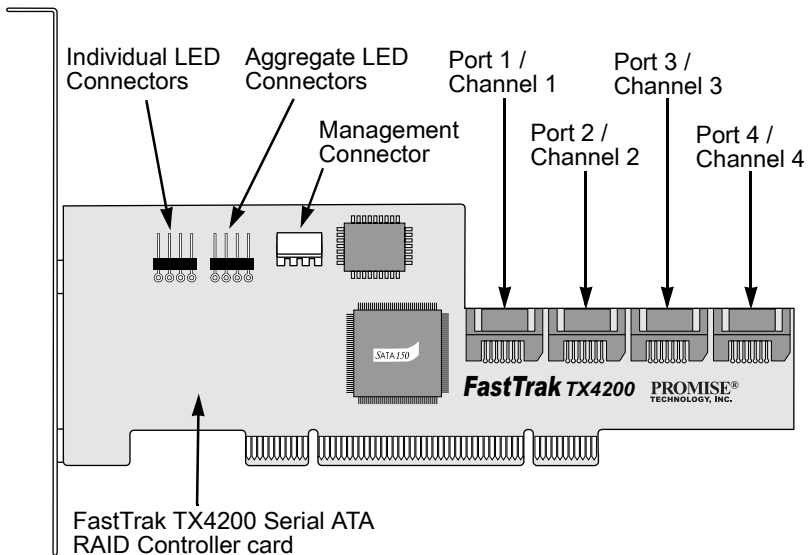 Individual LED
Connectors
Aggregate LED
Connectors
Management
Connector
Port 1 /
Channel 1
Port 2 /
Channel 2
Port 3 /
Channel 3
Port 4 /
Channel 4
SATA150
FastTrak TX4200
PROMISE®
TECHNOLOGY, INC.
FastTrak TX4200 Serial ATA
RAID Controller card